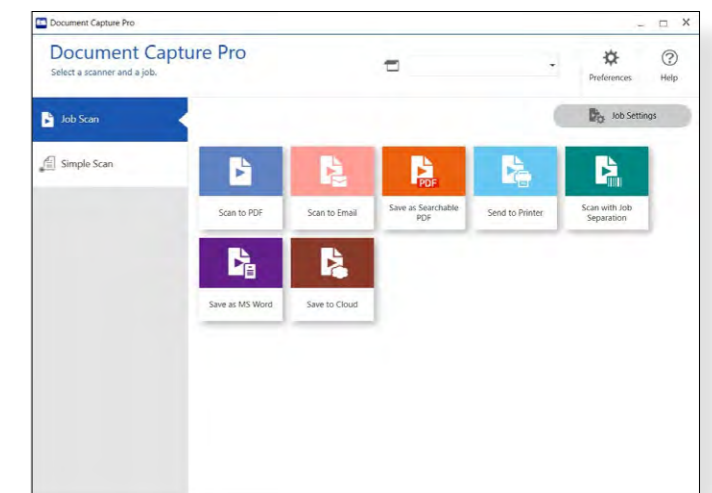 Document Capture Pro
Document Capture Pro
Select a scanner and a job.
Preferences
Help
Job Scan
Job Settings
Simple Scan
PDF
Scan to PDF
Scan to Email
Save as Searchable
PDF
Send to Printer
Scan with Job
Separation
Save as MS Word
Save to Cloud